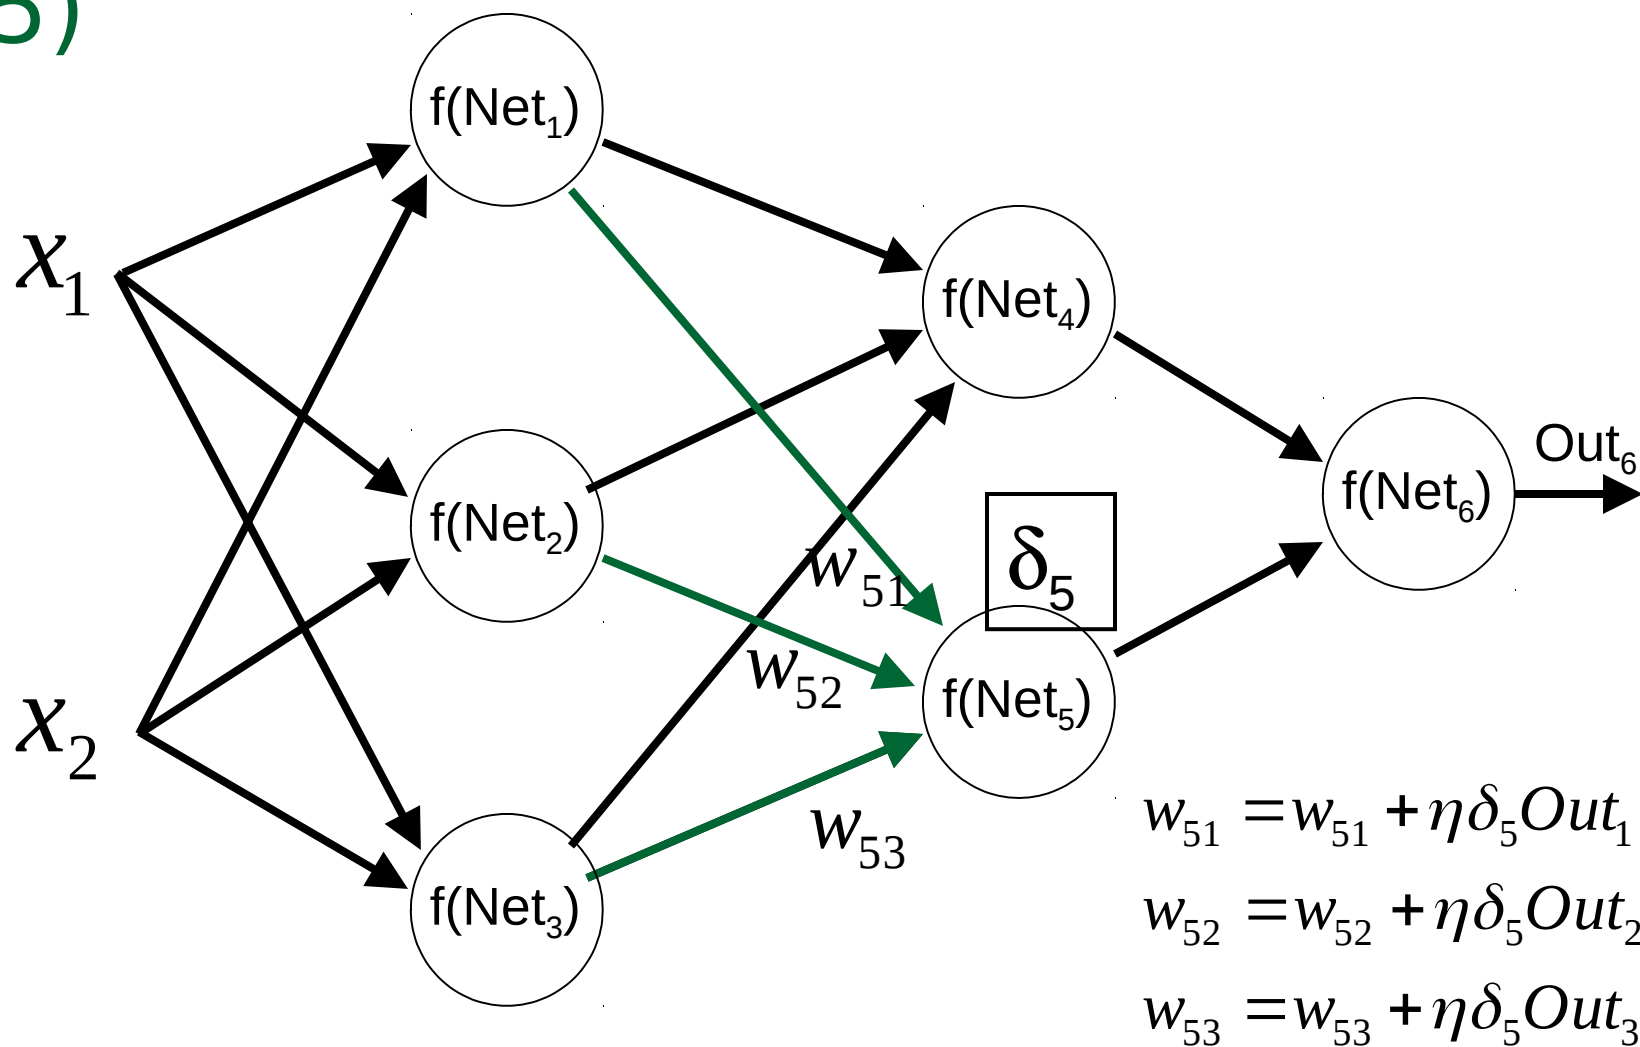 5)
f(Net₁)
x₁
f(Net₄)
Out₆
f(Net₆)
f(Net₂)
w₅₁
δ₅
w₅₂
x₂
f(Net₅)
w₅₃
f(Net₃)
w₅₁ = w₅₁ + ηδ₅Out₁
w₅₂ = w₅₂ + ηδ₅Out₂
w₅₃ = w₅₃ + ηδ₅Out₃